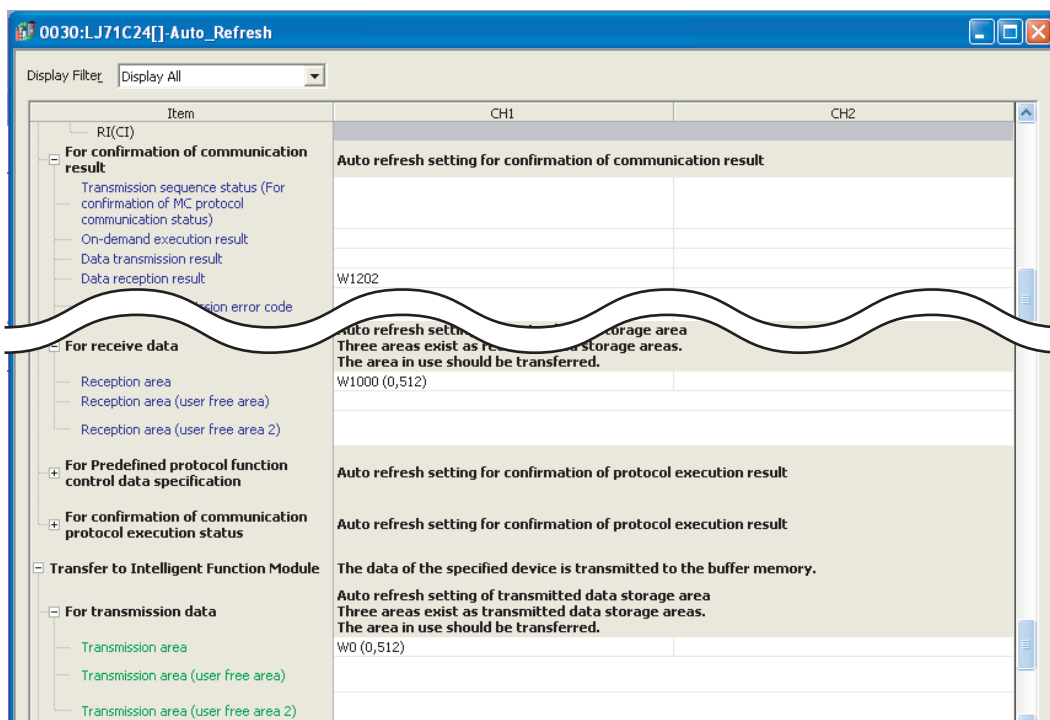 0030:LJ71C24[]-Auto_Refresh
Display Filter Display All
Item CH1 CH2
RI(CI)
For confirmation of communication
result
Auto refresh setting for confirmation of communication result
Transmission sequence status (For
confirmation of MC protocol
communication status)
On-demand execution result
Data transmission result
Data reception result W1202
error code
Auto refresh area
For receive data
Three areas exist as storage areas.
The area in use should be transferred.
Reception area W1000 (0,512)
Reception area (user free area)
Reception area (user free area 2)
For Predefined protocol function
control data specification
Auto refresh setting for confirmation of protocol execution result
For confirmation of communication
protocol execution status
Auto refresh setting for confirmation of protocol execution result
Transfer to Intelligent Function Module The data of the specified device is transmitted to the buffer memory.
For transmission data
Auto refresh setting of transmitted data storage area
Three areas exist as transmitted data storage areas.
The area in use should be transferred.
Transmission area W0 (0,512)
Transmission area (user free area)
Transmission area (user free area 2)